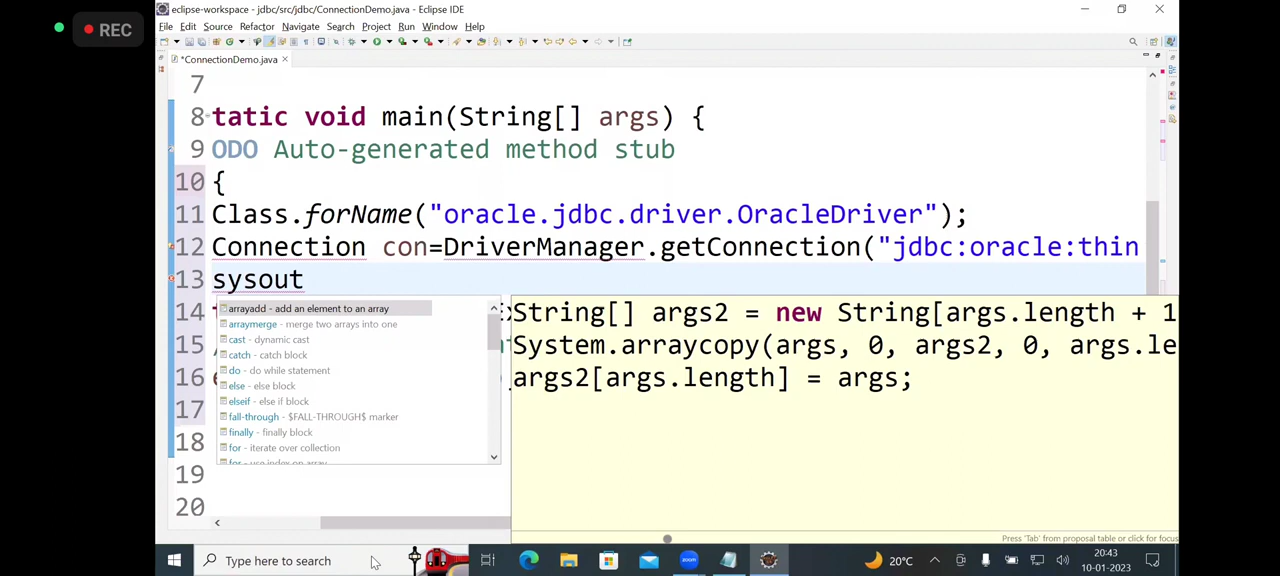 REC
eclipse-workspace - jdbc/src/jdbc/ConnectionDemo.java - Eclipse IDE
File Edit Source Refactor Navigate Search Project Run Window Help
*ConnectionDemo.java
7
8 tatic void main(String[] args) {
9 ODO Auto-generated method stub
10 {
11 Class.forName("oracle.jdbc.driver.OracleDriver");
12 Connection con=DriverManager.getConnection("jdbc:oracle:thin
13 sysout
14
15
16
17
18
19
20
arrayadd - add an element to an array
arraymerge - merge two arrays into one
cast - dynamic cast
catch - catch block
do - do while statement
else - else block
elseif - else if block
fall-through - $FALL-THROUGH$ marker
finally - finally block
for - iterate over collection
for - use index on array
String[] args2 = new String[args.length + 1
System.arraycopy(args, 0, args2, 0, args.le
args2[args.length] = args;
Press 'Tab' from proposal table or click for focus
Type here to search
zoom
20°C
20:43
10-01-2023